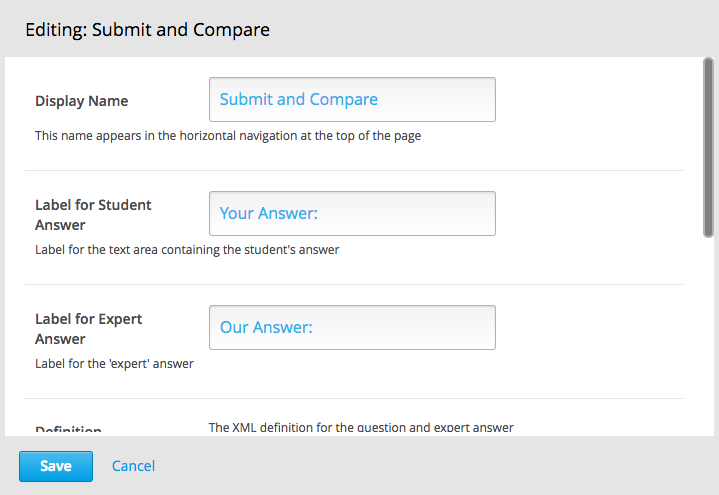 Editing: Submit and Compare
Display Name
Submit and Compare
This name appears in the horizontal navigation at the top of the page
Label for Student
Answer
Your Answer:
Label for the text area containing the student's answer
Label for Expert
Answer
Our Answer:
Label for the 'expert' answer
Definition
The XML definition for the question and expert answer
Save
Cancel